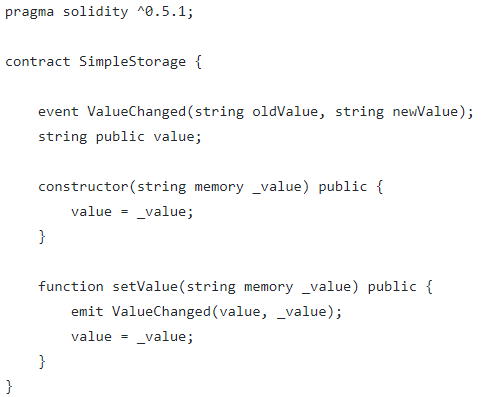 pragma solidity ^0.5.1;
contract SimpleStorage {
event ValueChanged(string oldValue, string newValue);
string public value;
constructor(string memory _value) public {
value = _value;
}
function setValue(string memory _value) public {
emit ValueChanged(value, _value);
value = _value;
}
}